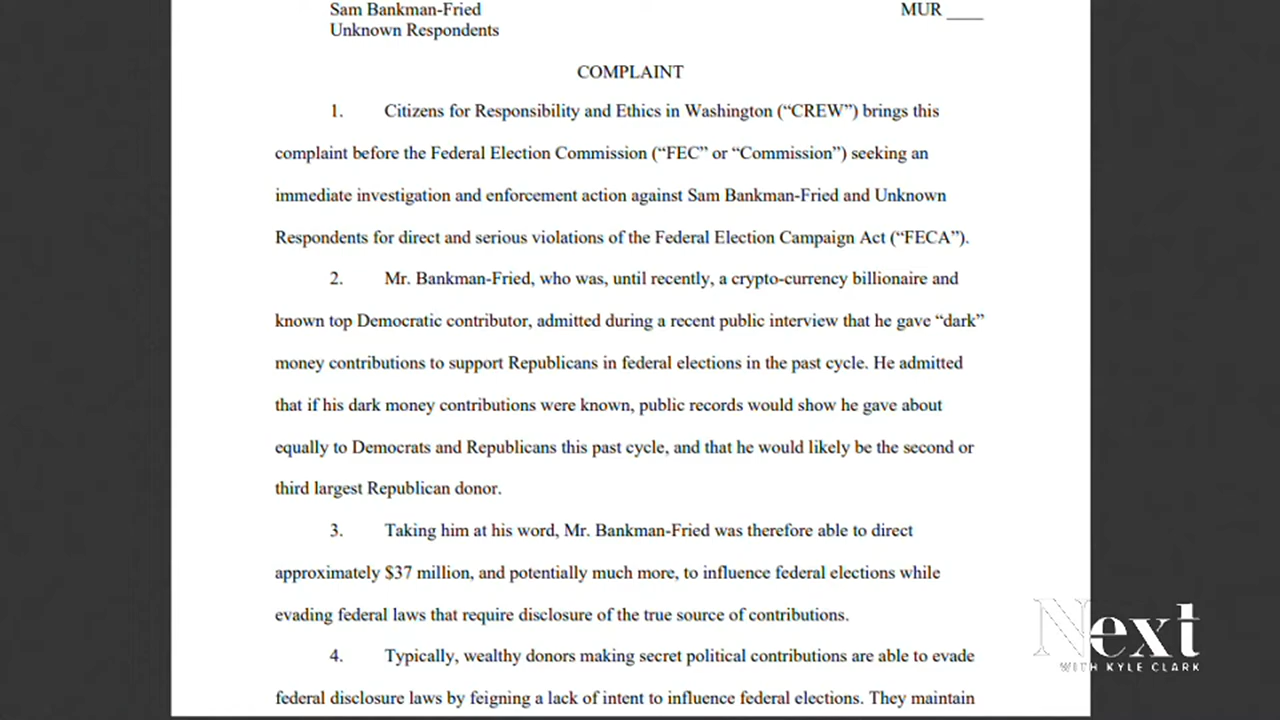 Sam Bankman-Fried MUR ____
Unknown Respondents
COMPLAINT
1. Citizens for Responsibility and Ethics in Washington (“CREW”) brings this
complaint before the Federal Election Commission (“FEC” or “Commission”) seeking an
immediate investigation and enforcement action against Sam Bankman-Fried and Unknown
Respondents for direct and serious violations of the Federal Election Campaign Act (“FECA”).
2. Mr. Bankman-Fried, who was, until recently, a crypto-currency billionaire and
known top Democratic contributor, admitted during a recent public interview that he gave “dark”
money contributions to support Republicans in federal elections in the past cycle. He admitted
that if his dark money contributions were known, public records would show he gave about
equally to Democrats and Republicans this past cycle, and that he would likely be the second or
third largest Republican donor.
3. Taking him at his word, Mr. Bankman-Fried was therefore able to direct
approximately $37 million, and potentially much more, to influence federal elections while
evading federal laws that require disclosure of the true source of contributions.
4. Typically, wealthy donors making secret political contributions are able to evade
federal disclosure laws by feigning a lack of intent to influence federal elections. They maintain
Next
WITH KYLE CLARK